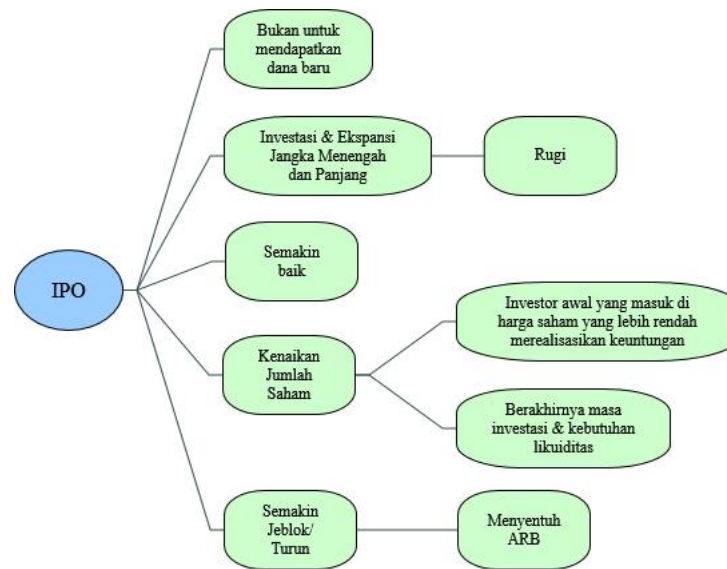 Bukan untuk
mendapatkan
dana baru
Investasi & Ekspansi
Jangka Menengah
dan Panjang
Rugi
IPO
Semakin
baik
Kenaikan
Jumlah
Saham
Investor awal yang masuk di
harga saham yang lebih rendah
merealisasikan keuntungan
Berakhirnya masa
investasi & kebutuhan
likuiditas
Semakin
Jeblok/
Turun
Menyentuh
ARB